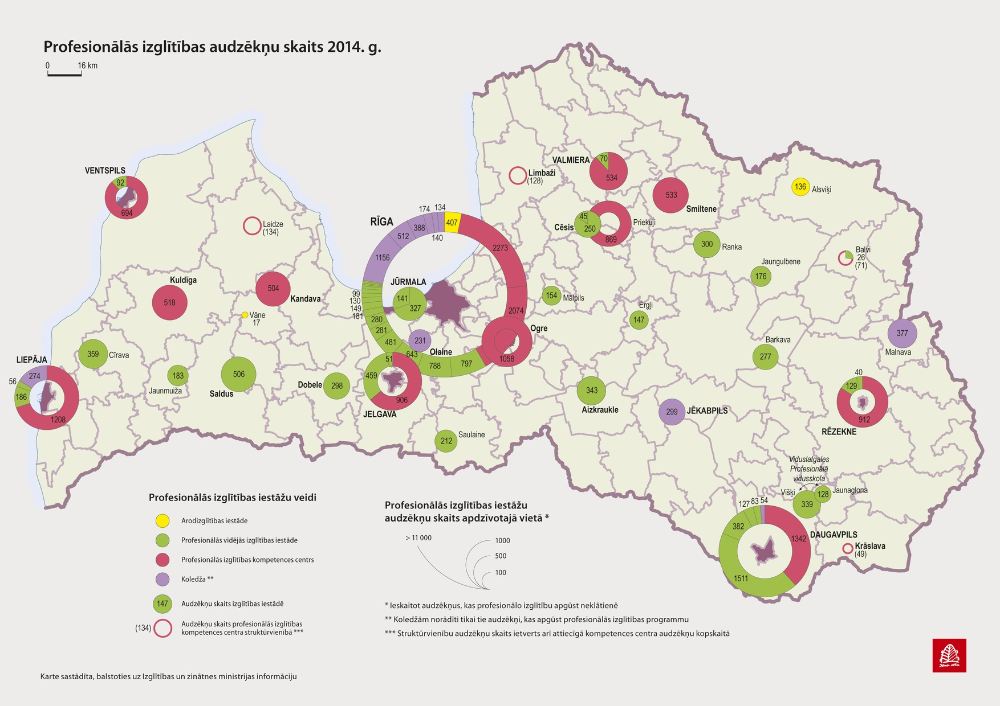 Profesionālās izglītības audzēkņu skaits 2014. g.
0 16 km
VENTSPILS
92
694
Laidze
(134)
Kuldīga
518
504
Kandava
Vāne
17
LIEPĀJA
274
56
186
1208
359
Cīrava
183
Jaunmuiža
506
Saldus
Dobele
298
RĪGA
174
134
407
388
140
512
1156
2273
2074
99
130
149
181
280
281
481
643
788
797
JŪRMALA
141
327
231
Olaine
Ogre
1058
51
459
906
JELGAVA
212
Saulaine
Limbaži
(128)
VALMIERA
70
534
533
Smiltene
Cēsis
45
250
869
Priekuļi
136
Alsviķi
300
Ranka
Jaungulbene
176
Balvi
26
(71)
154
Mālpils
Ērgļi
147
Barkava
277
377
Malnava
343
Aizkraukle
299
JĒKABPILS
40
129
912
RĒZEKNE
Viduslatgales
Profesionālā
vidusskola
Višķi
339
128
Jaunaglona
127
83
54
382
1342
1511
DAUGAVPILS
Krāslava
(49)
Profesionālās izglītības iestāžu veidi
Arodizglītības iestāde
Profesionālās vidējās izglītības iestāde
Profesionālās izglītības kompetences centrs
Koledža **
147
Audzēkņu skaits izglītības iestādē
(134)
Audzēkņu skaits profesionālās izglītības
kompetences centra struktūrvienībā ***
Profesionālās izglītības iestāžu
audzēkņu skaits apdzīvotajā vietā *
> 11 000
1000
500
100
* Ieskaitot audzēkņus, kas profesionālo izglītību apgūst neklātienē
** Koledžām norādīti tikai tie audzēkņi, kas apgūst profesionālās izglītības programmu
*** Struktūrvienību audzēkņu skaits ietverts arī attiecīgā kompetences centra audzēkņu kopskaitā
Jāņa sēta
Karte sastādīta, balstoties uz Izglītības un zinātnes ministrijas informāciju